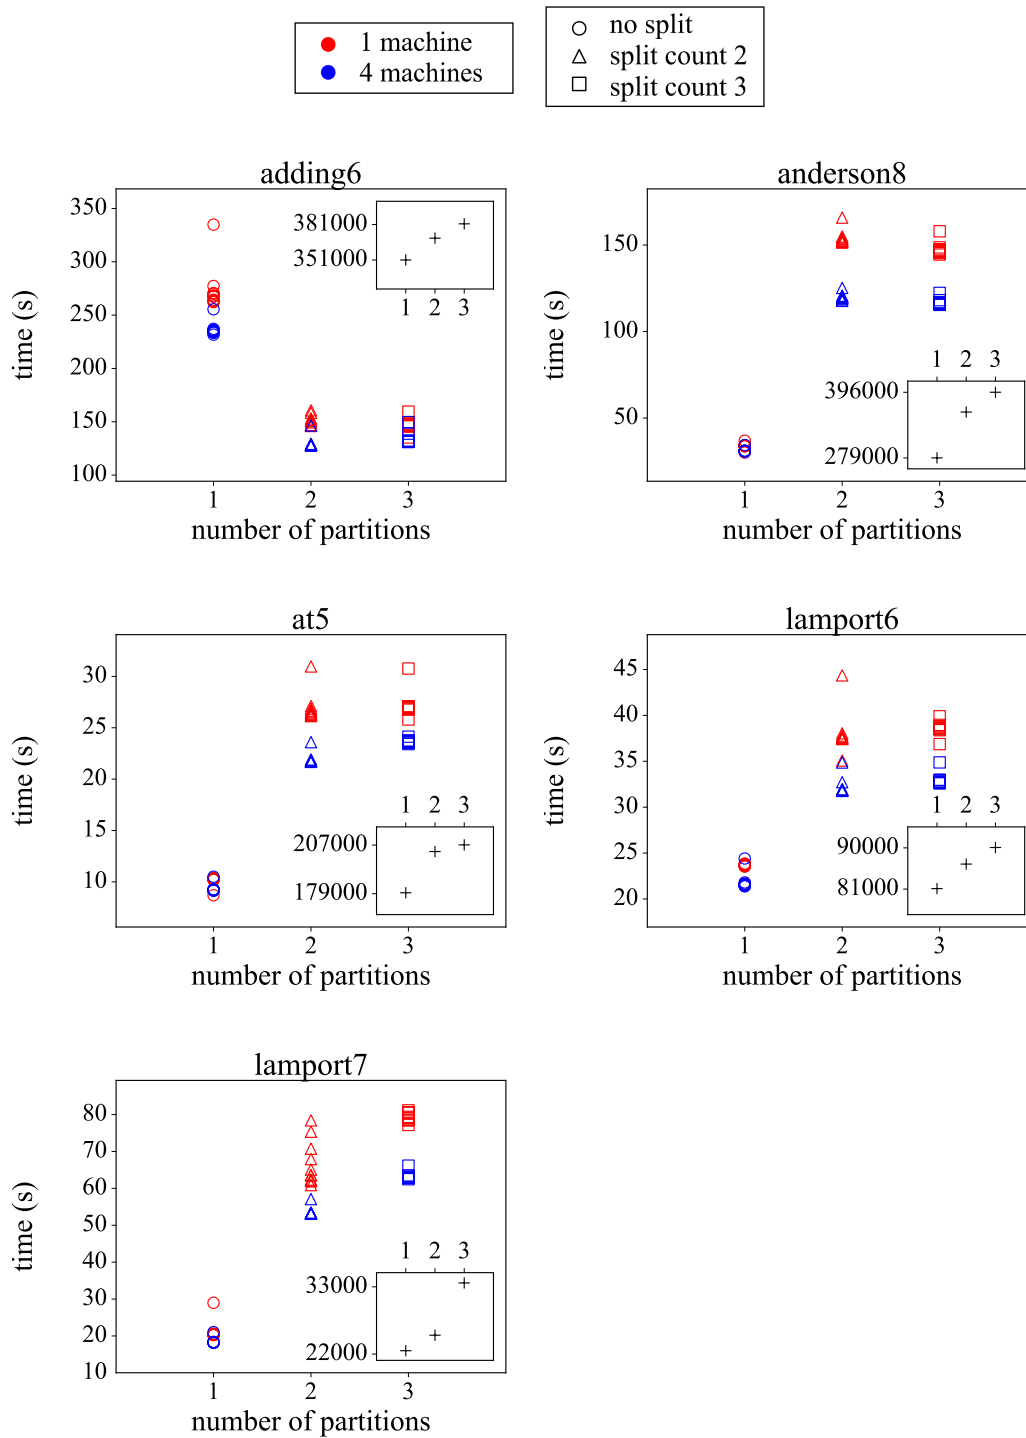 1 machine
4 machines
no split
split count 2
split count 3
adding6
350
300
250
200
150
100
time (s)
1 2 3
number of partitions
381000
351000
1 2 3
anderson8
150
100
50
time (s)
1 2 3
number of partitions
1 2 3
396000
279000
at5
30
25
20
15
10
time (s)
1 2 3
number of partitions
1 2 3
207000
179000
lamport6
45
40
35
30
25
20
time (s)
1 2 3
number of partitions
1 2 3
90000
81000
lamport7
80
70
60
50
40
30
20
10
time (s)
1 2 3
number of partitions
1 2 3
33000
22000